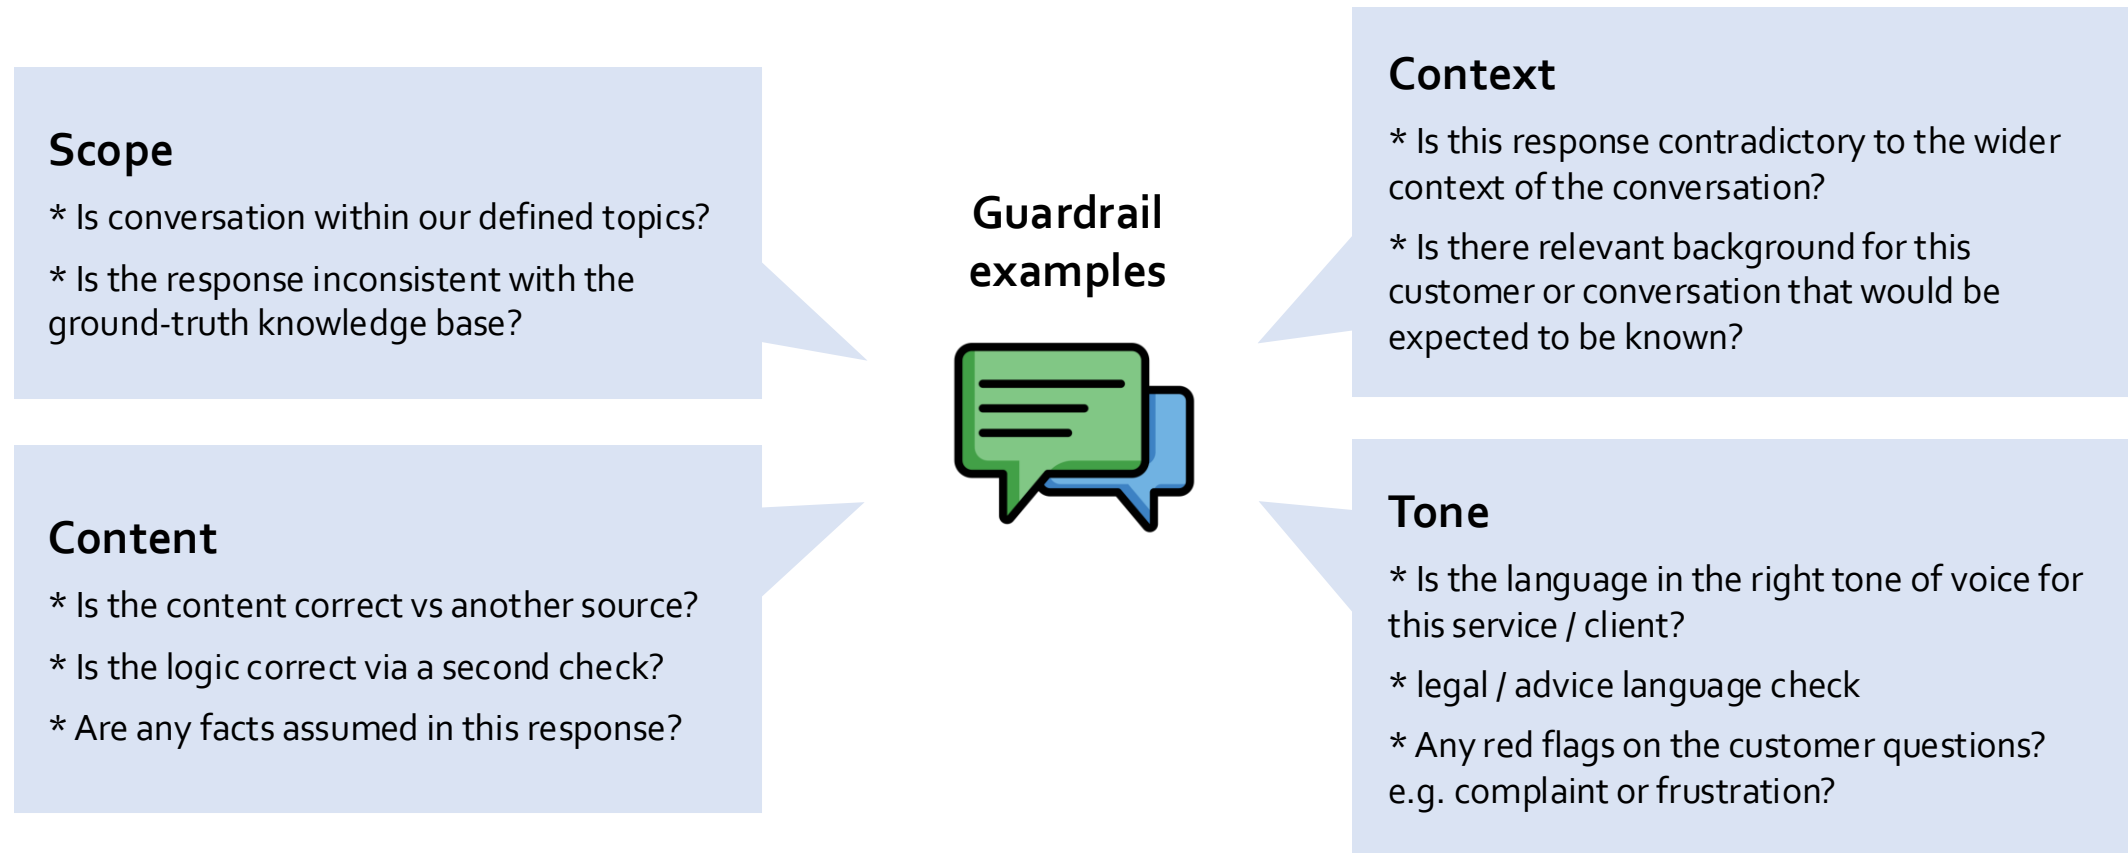 Scope
* Is conversation within our defined topics?
* Is the response inconsistent with the
ground-truth knowledge base?
Guardrail
examples
Context
* Is this response contradictory to the wider
context of the conversation?
* Is there relevant background for this
customer or conversation that would be
expected to be known?
Content
* Is the content correct vs another source?
* Is the logic correct via a second check?
* Are any facts assumed in this response?
Tone
* Is the language in the right tone of voice for
this service / client?
* legal / advice language check
* Any red flags on the customer questions?
e.g. complaint or frustration?